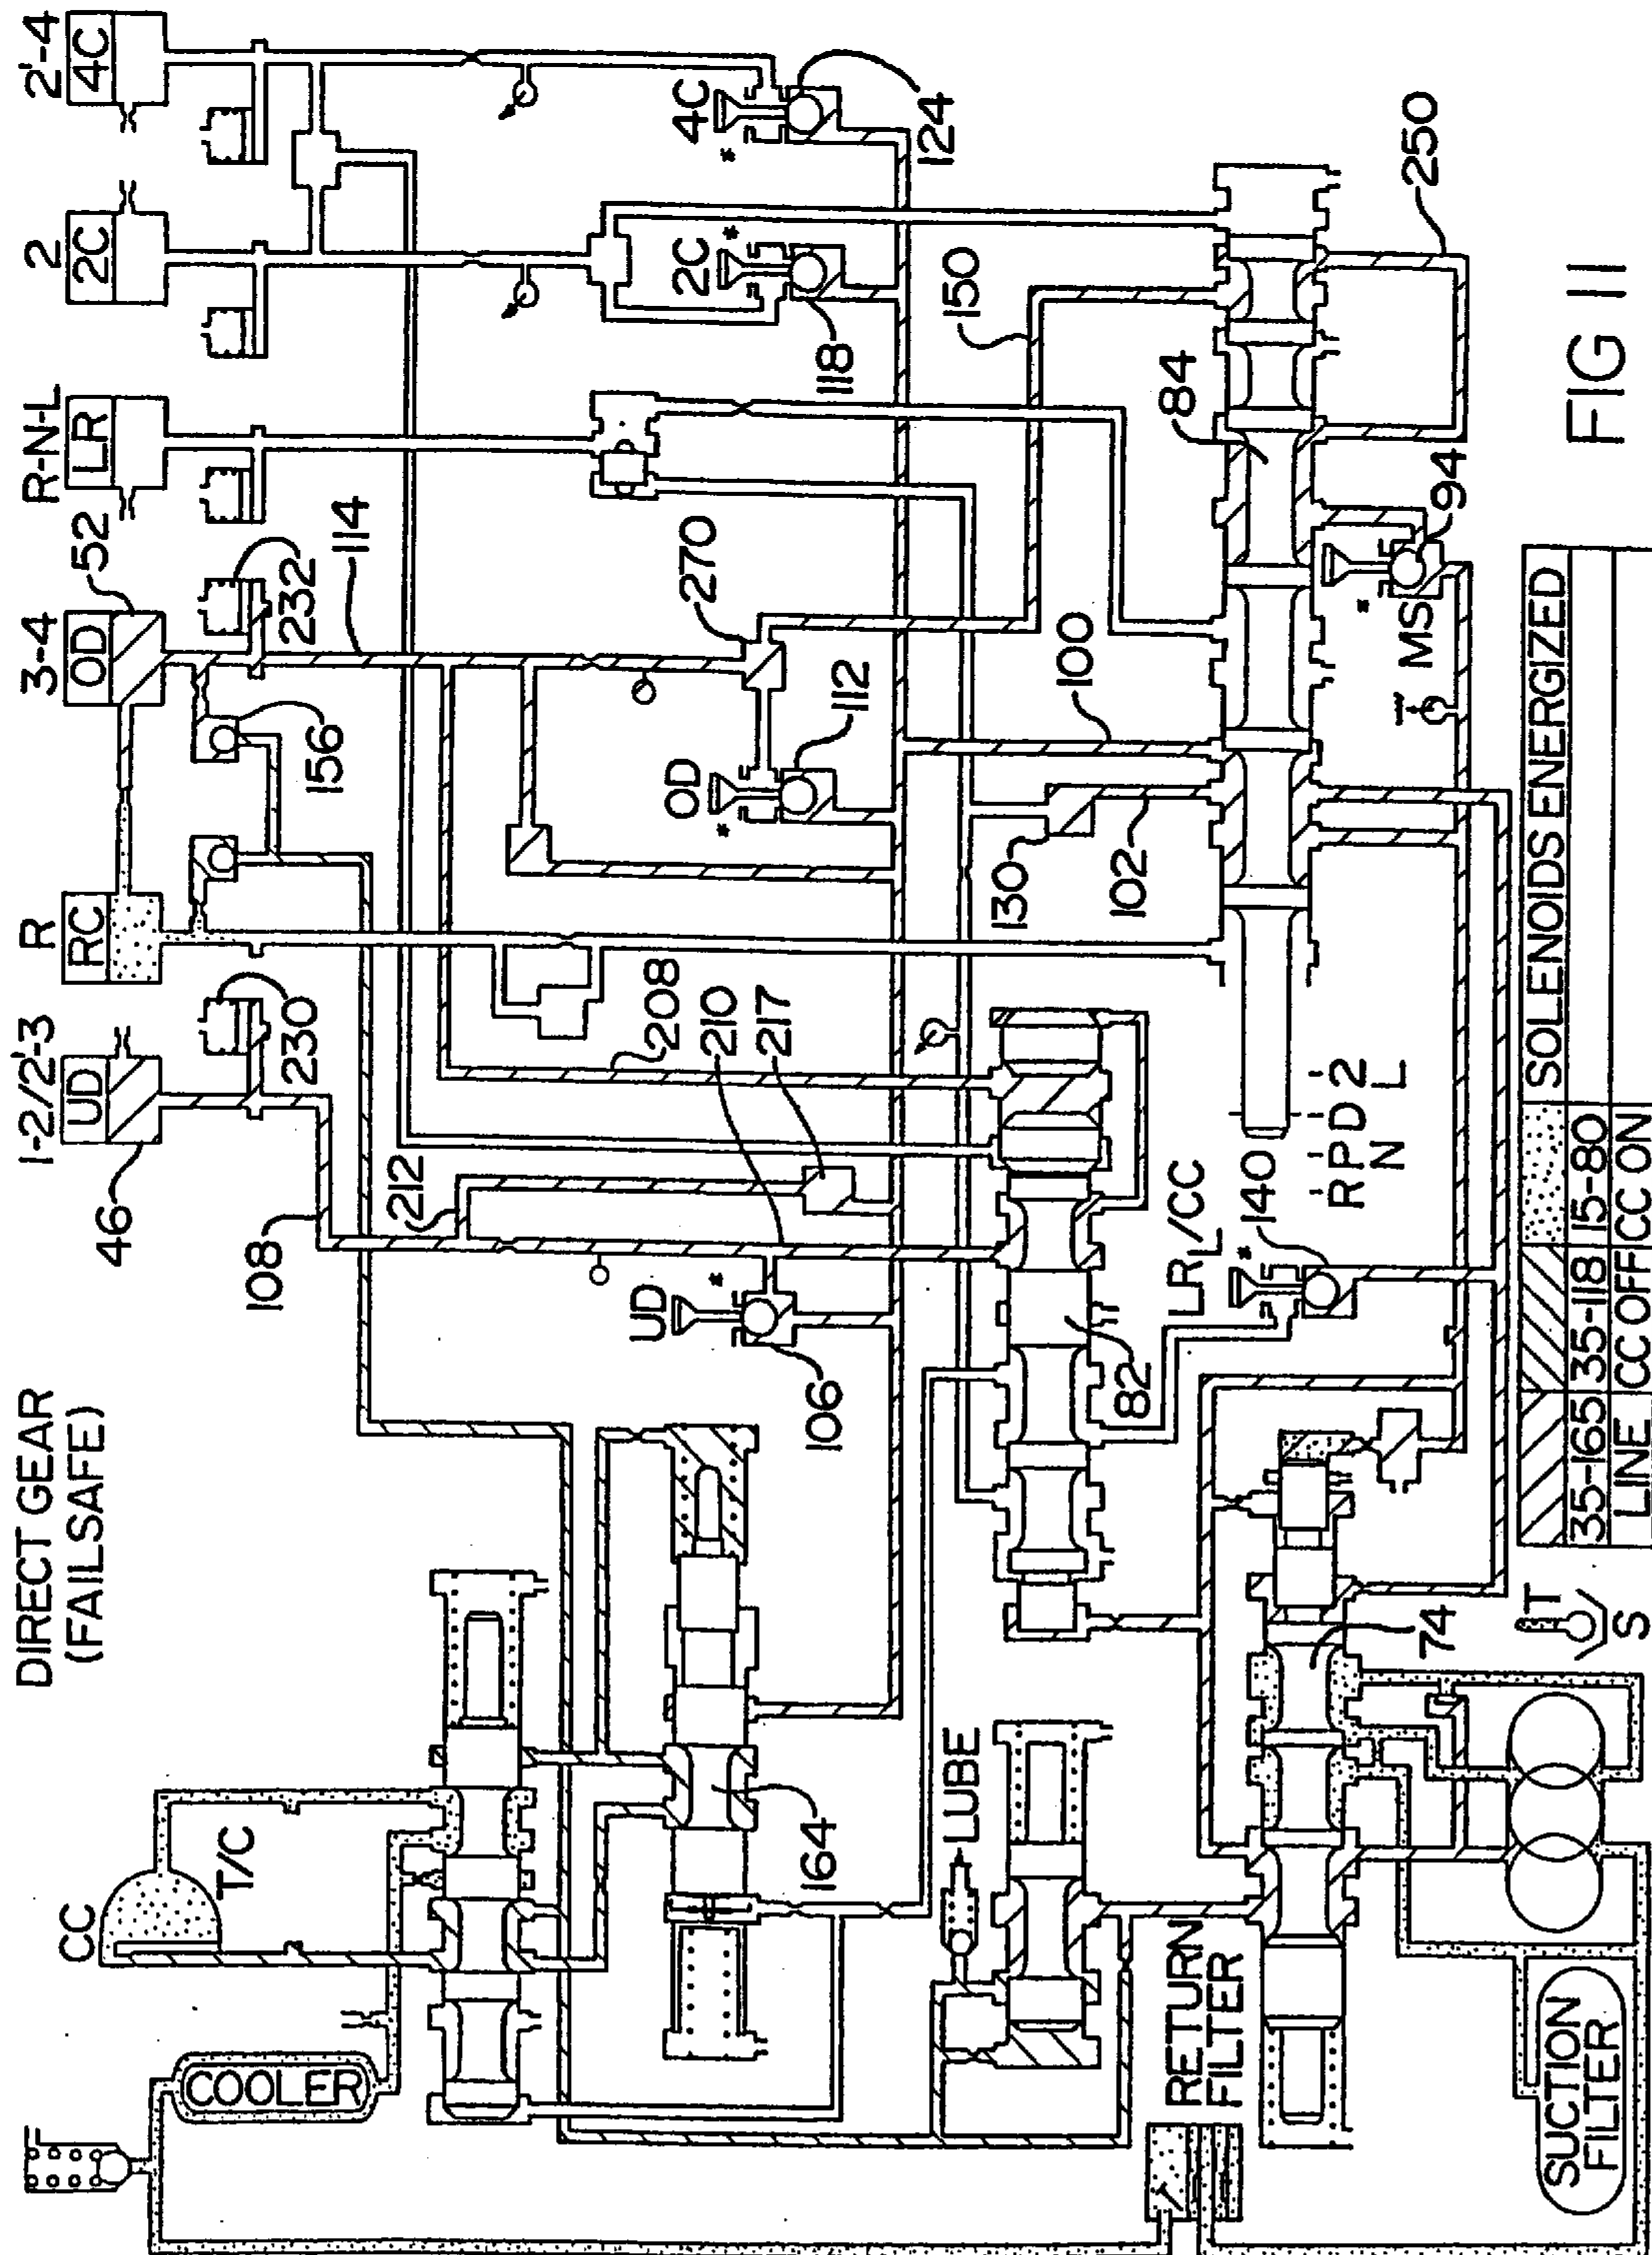 DIRECT GEAR
(FAILSAFE)
1-2/2'-3
R
3-4
R-N-L
2
2'-4
UD
RC
OD
LR
2C
4C
46
52
230
232
156
114
108
212
208
210
217
270
112
OD
*
UD
*
106
2C
*
118
4C
*
124
150
100
102
130
84
250
CC
T/C
COOLER
164
LUBE
82
LR_L/CC
*
140
R P D 2
N L
MS
*
94
RETURN
FILTER
SUCTION
FILTER
74
T
S
SOLENOIDS ENERGIZED
35-165
35-118
15-80
LINE
CC OFF
CC ON
FIG 11